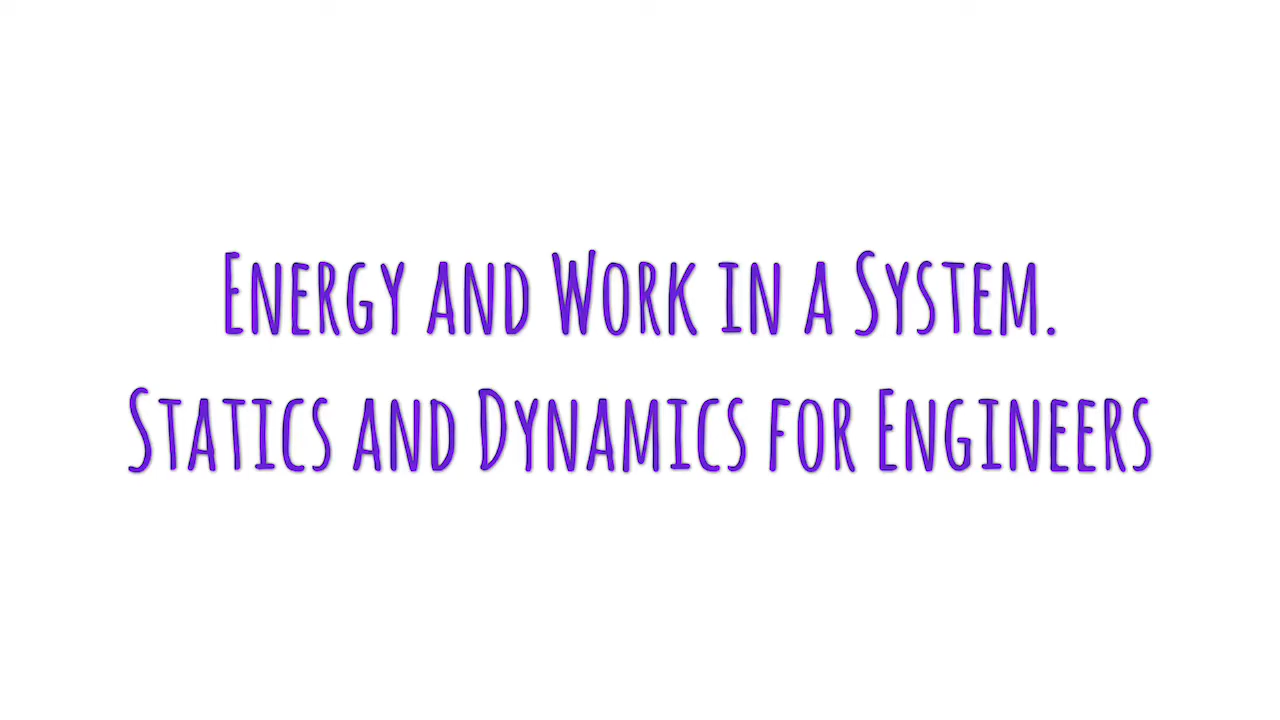 Energy and Work in a System.
Statics and Dynamics for Engineers